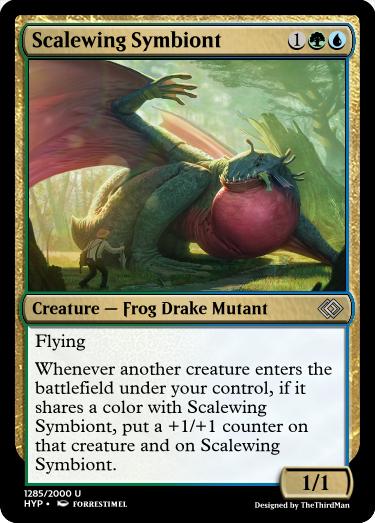 Scalewing Symbiont 1
Creature — Frog Drake Mutant
Flying
Whenever another creature enters the
battlefield under your control, if it
shares a color with Scalewing
Symbiont, put a +1/+1 counter on
that creature and on Scalewing
Symbiont.
1/1
1285/2000 U
HYP • FORRESTIMEL
Designed by TheThirdMan